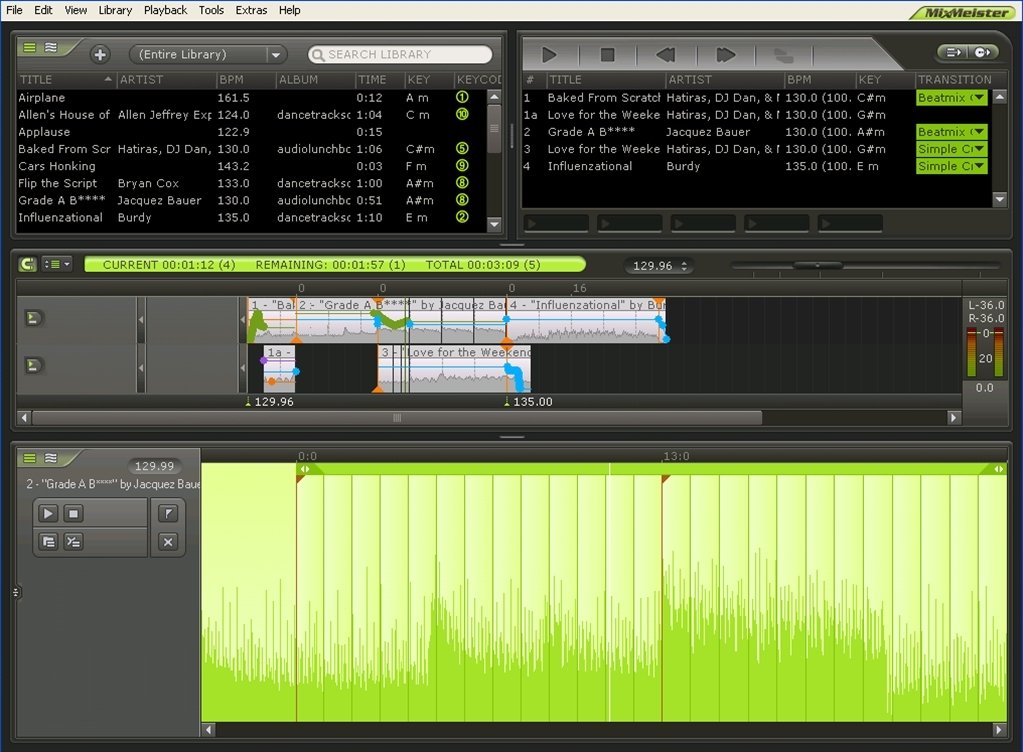 File Edit View Library Playback Tools Extras Help
MixMeister
(Entire Library) SEARCH LIBRARY
TITLE ARTIST BPM ALBUM TIME KEY KEYCOD
Airplane 161.5 0:12 A m 1
Allen's House of Allen Jeffrey Exp 124.0 dancetracksc 1:04 C m 10
Applause 122.9 0:15
Baked From Scr Hatiras, DJ Dan, 130.0 audiolunchbc 1:06 C#m 5
Cars Honking 143.2 0:03 F m 9
Flip the Script Bryan Cox 133.0 dancetracksc 1:00 A#m 8
Grade A B**** Jacquez Bauer 130.0 audiolunchbc 0:51 A#m 8
Influenzational Burdy 135.0 dancetracksc 1:10 E m 2
# TITLE ARTIST BPM KEY TRANSITION
1 Baked From Scratch Hatiras, DJ Dan, & M 130.0 (100. C#m Beatmix
1a Love for the Weeke Hatiras, DJ Dan, & M 130.0 (100. G#m
2 Grade A B**** Jacquez Bauer 130.0 (100. A#m Beatmix
3 Love for the Weeke Hatiras, DJ Dan, & M 130.0 (100. G#m Simple
4 Influenzational Burdy 135.0 (100. E m Simple
CURRENT 00:01:12 (4) REMAINING: 00:01:57 (1) TOTAL 00:03:09 (5) 129.96
0 0 0 16
1 - "Ba 2 - "Grade A B****" by Jacquez Ba 4 - "Influenzational" by Bu
L-36.0
R-36.0
0
20
0.0
1a - 3 - "Love for the Weekend
129.96 135.00
129.99 0:0 13:0
2 - "Grade A B****" by Jacquez Baue